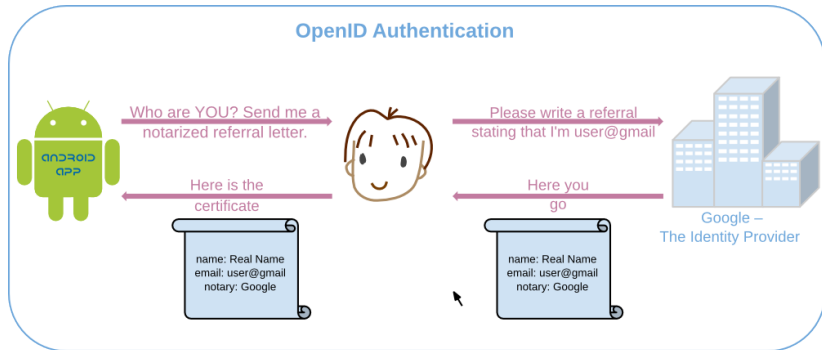 OpenID Authentication
Who are YOU? Send me a
notarized referral letter.
Please write a referral
stating that I'm user@gmail
ANDROID
APP
Here is the
certificate
Here you
go
Google –
The Identity Provider
name: Real Name
email: user@gmail
notary: Google
name: Real Name
email: user@gmail
notary: Google